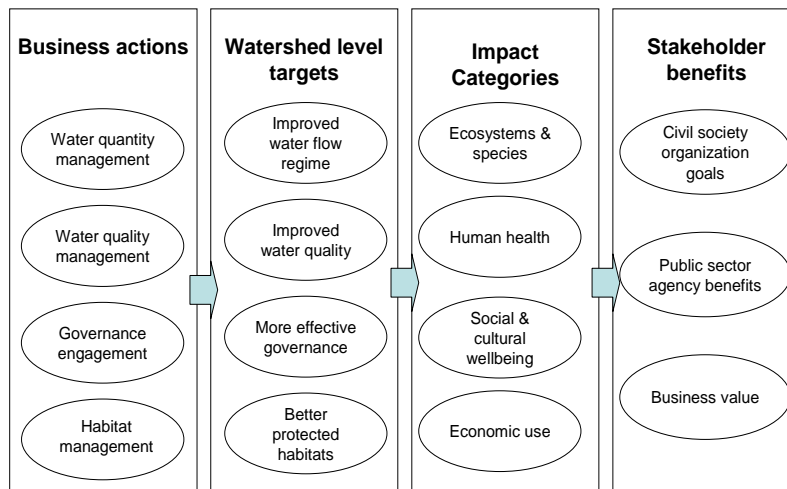 Business actions
Water quantity
management
Water quality
management
Governance
engagement
Habitat
management
Watershed level
targets
Improved
water flow
regime
Improved
water quality
More effective
governance
Better
protected
habitats
Impact
Categories
Ecosystems &
species
Human health
Social &
cultural
wellbeing
Economic use
Stakeholder
benefits
Civil society
organization
goals
Public sector
agency benefits
Business value